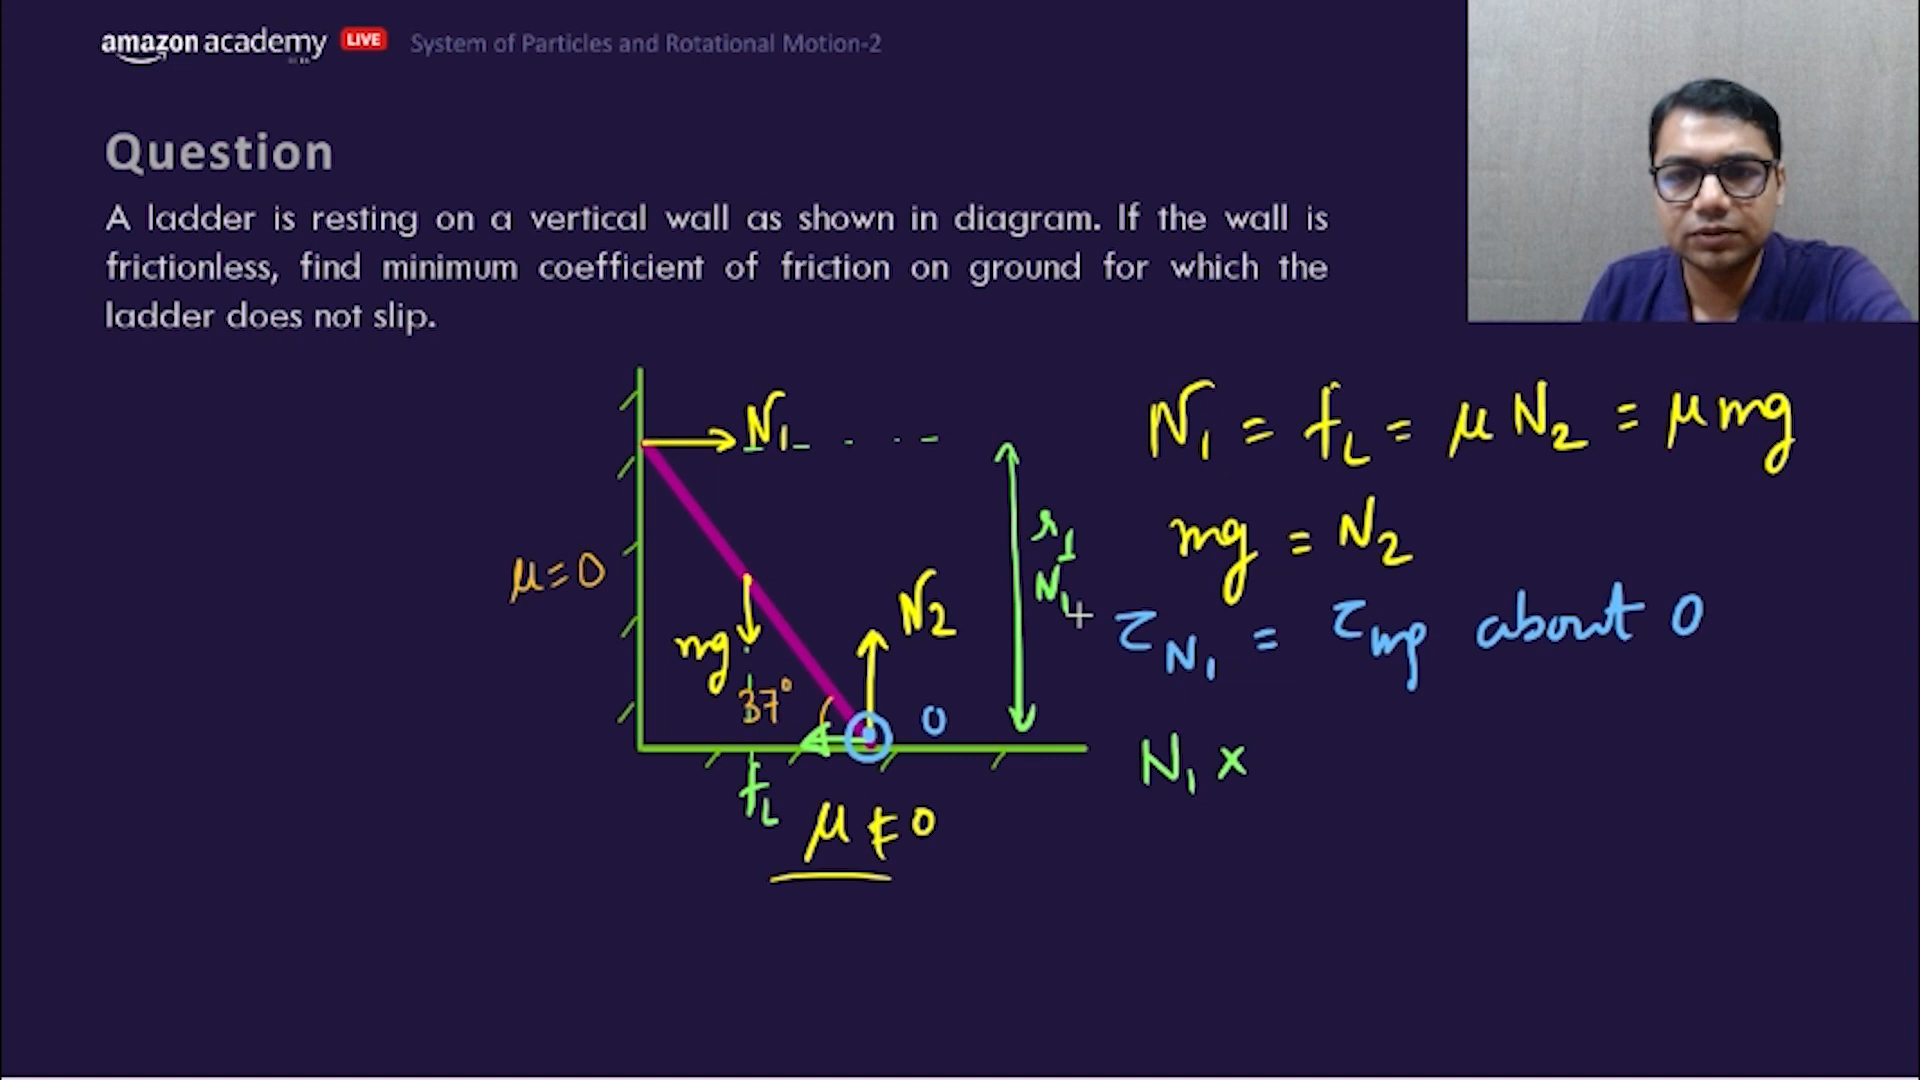 amazon academy LIVE System of Particles and Rotational Motion-2
Question
A ladder is resting on a vertical wall as shown in diagram. If the wall is
frictionless, find minimum coefficient of friction on ground for which the
ladder does not slip.
N₁
N₁ = f_L = μ N₂ = μmg
mg = N₂
r⊥
N₁
μ=0
N₂
τ_N₁ = τ_mg about O
mg
37°
O
N₁ ×
f_L
μ ≠ 0